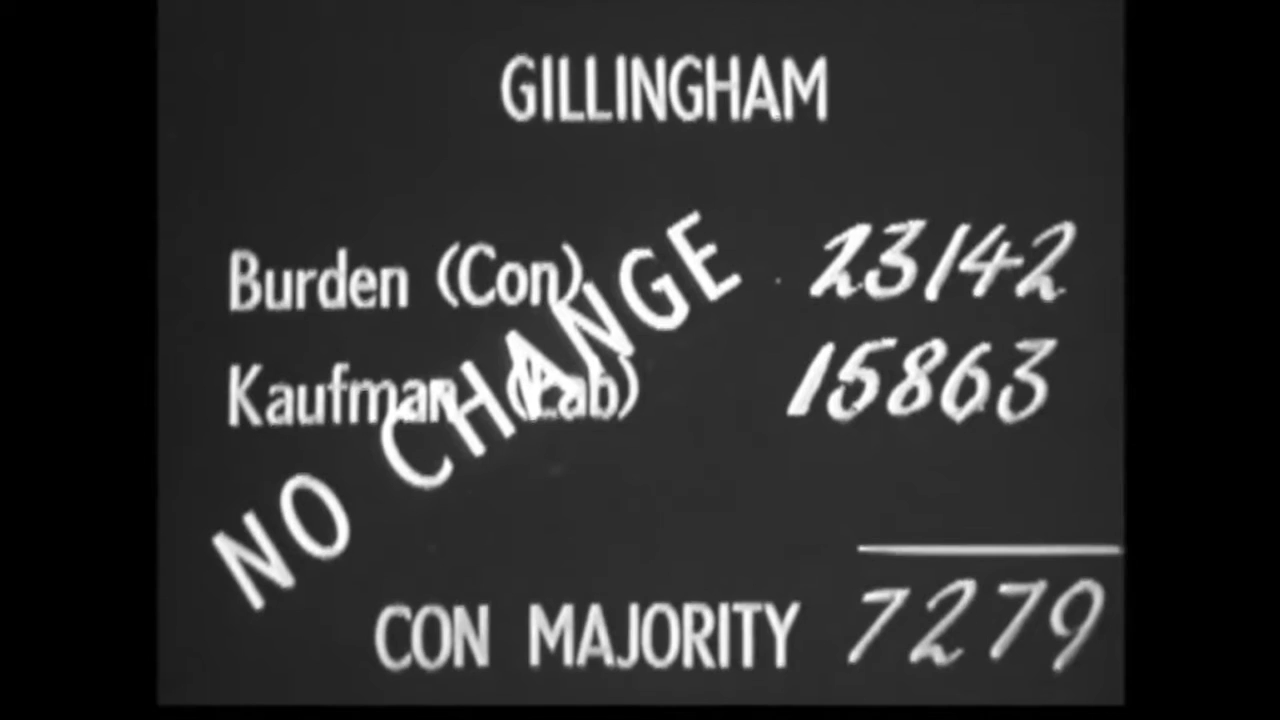 GILLINGHAM
Burden (Con) 23142
Kaufman (Lab) 15863
NO CHANGE
CON MAJORITY 7279